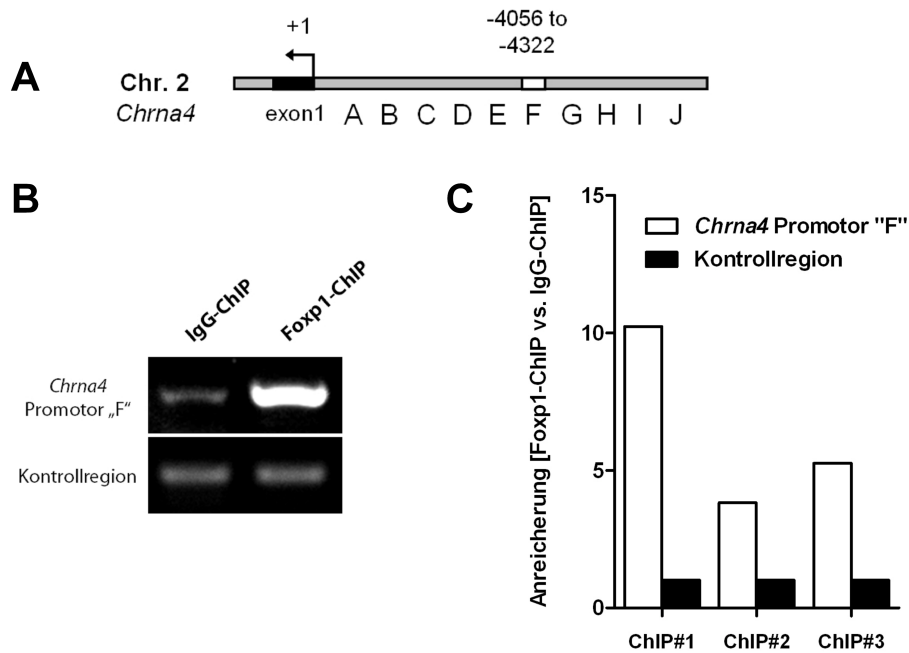 A
+1
-4056 to
-4322
Chr. 2
Chrna4
exon1 A B C D E F G H I J
B
IgG-ChIP
Foxp1-ChIP
Chrna4
Promotor „F“
Kontrollregion
C
Anreicherung [Foxp1-ChIP vs. IgG-ChIP]
15
10
5
0
Chrna4 Promotor "F"
Kontrollregion
ChIP#1 ChIP#2 ChIP#3